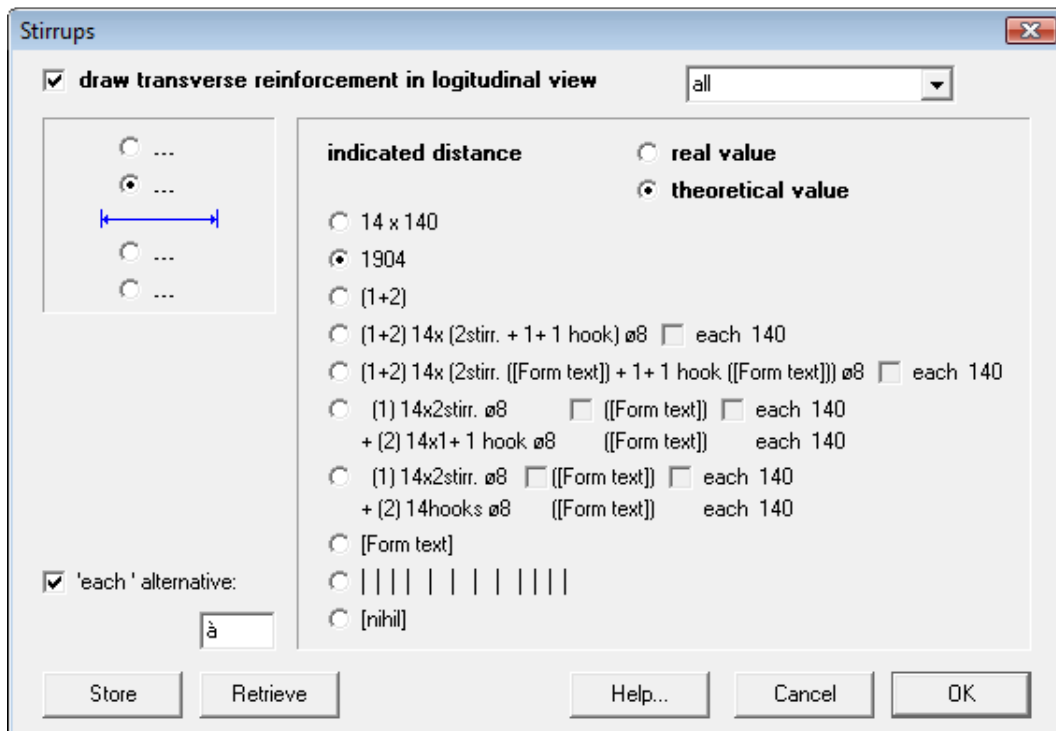 Stirrups
draw transverse reinforcement in logitudinal view
all
...
...
...
...
indicated distance
real value
theoretical value
14 x 140
1904
(1+2)
(1+2) 14x (2stirr. + 1+ 1 hook) ø8 each 140
(1+2) 14x (2stirr. ([Form text]) + 1+ 1 hook ([Form text])) ø8 each 140
(1) 14x2stirr. ø8 ([Form text]) each 140
+ (2) 14x1+ 1 hook ø8 ([Form text]) each 140
(1) 14x2stirr. ø8 ([Form text]) each 140
+ (2) 14hooks ø8 ([Form text]) each 140
[Form text]
| | | | | | | | | | | |
[nihil]
'each ' alternative:
à
Store
Retrieve
Help...
Cancel
OK